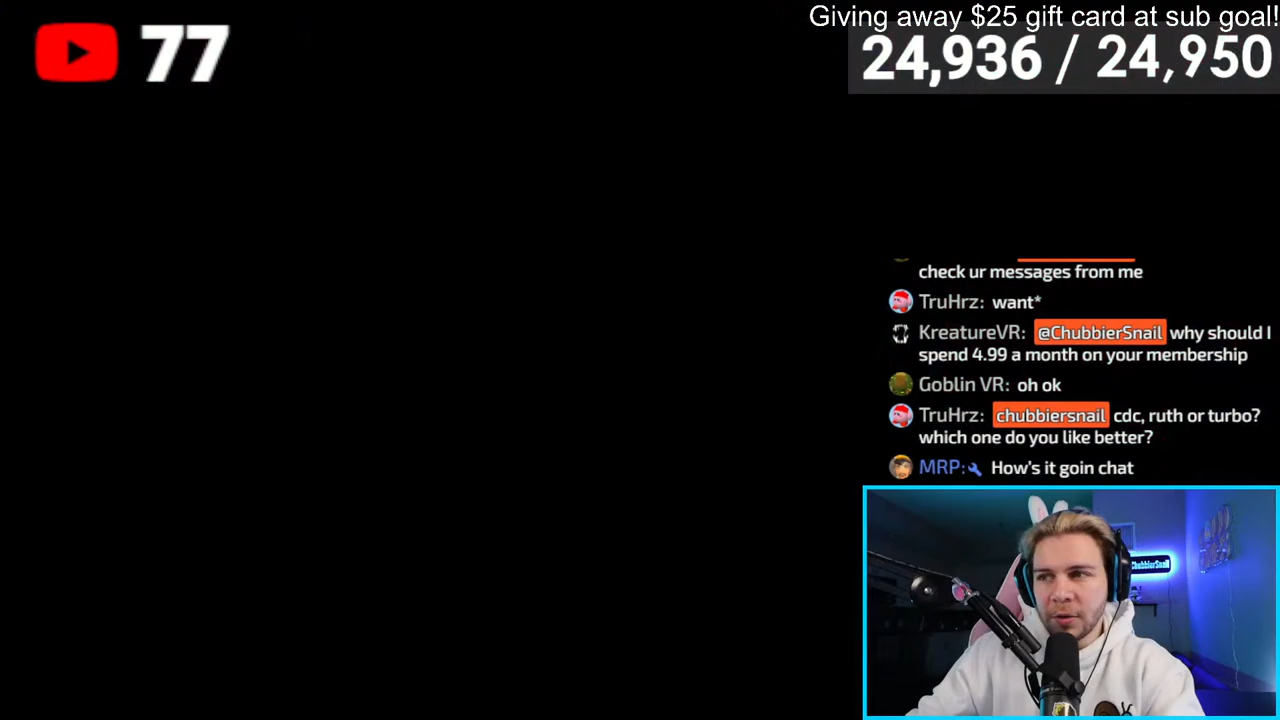 Giving away $25 gift card at sub goal!
77
24,936 / 24,950
check ur messages from me
TruHrz: want*
KreatureVR: @ChubbierSnail why should I
spend 4.99 a month on your membership
Goblin VR: oh ok
TruHrz: chubbiersnail cdc, ruth or turbo?
which one do you like better?
MRP: How's it goin chat
ChubbierSnail